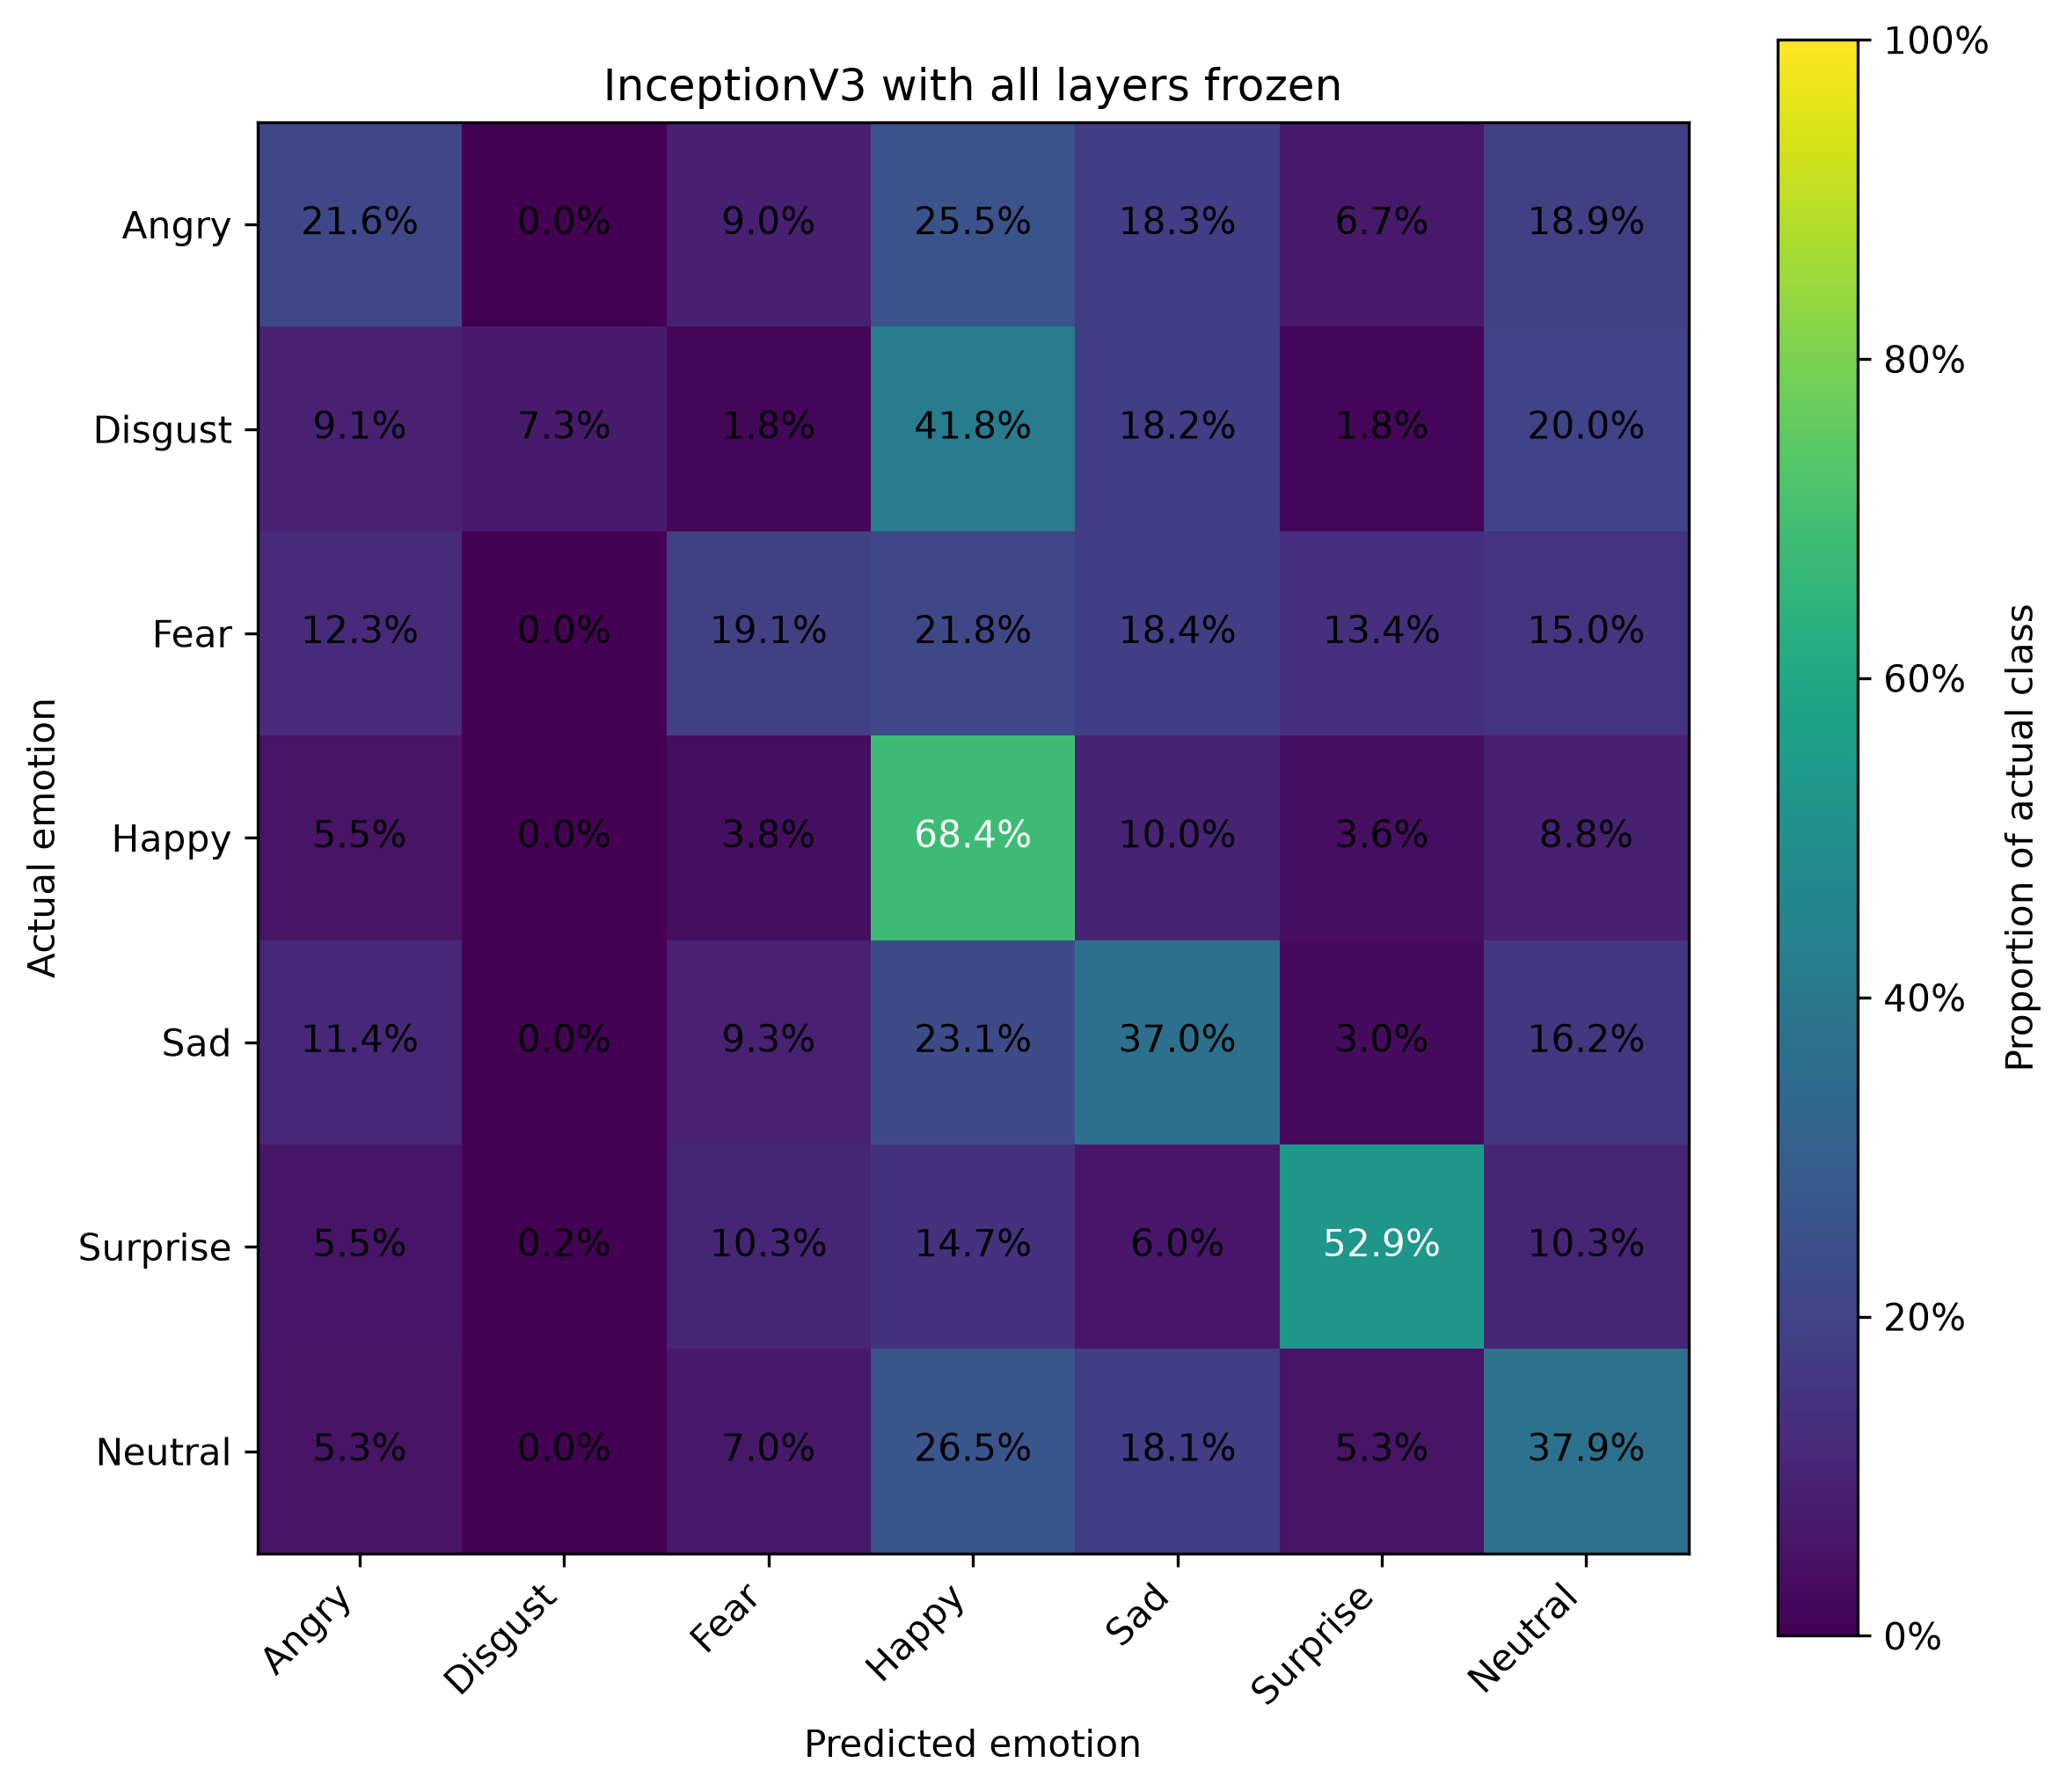 InceptionV3 with all layers frozen
100%
80%
60%
40%
20%
0%
Proportion of actual class
Actual emotion
Angry 21.6% 0.0% 9.0% 25.5% 18.3% 6.7% 18.9%
Disgust 9.1% 7.3% 1.8% 41.8% 18.2% 1.8% 20.0%
Fear 12.3% 0.0% 19.1% 21.8% 18.4% 13.4% 15.0%
Happy 5.5% 0.0% 3.8% 68.4% 10.0% 3.6% 8.8%
Sad 11.4% 0.0% 9.3% 23.1% 37.0% 3.0% 16.2%
Surprise 5.5% 0.2% 10.3% 14.7% 6.0% 52.9% 10.3%
Neutral 5.3% 0.0% 7.0% 26.5% 18.1% 5.3% 37.9%
Angry Disgust Fear Happy Sad Surprise Neutral
Predicted emotion